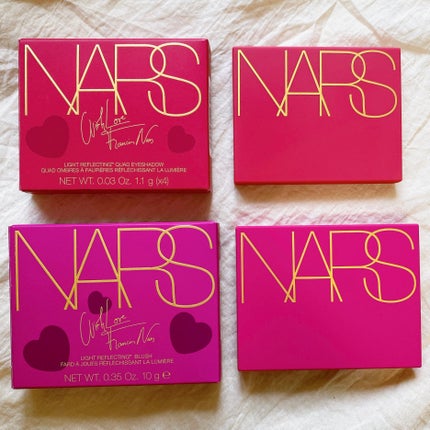 NARS
With Love
François Nars
LIGHT REFLECTING™ QUAD EYESHADOW
QUAD OMBRES À PAUPIÈRES RÉFLÉCHISSANT LA LUMIÈRE
NET WT. 0.03 Oz. 1.1 g (x4)
NARS
NARS
With Love
François Nars
LIGHT REFLECTING™ BLUSH
FARD À JOUES RÉFLÉCHISSANT LA LUMIÈRE
NET WT. 0.35 Oz. 10 g ℮
NARS